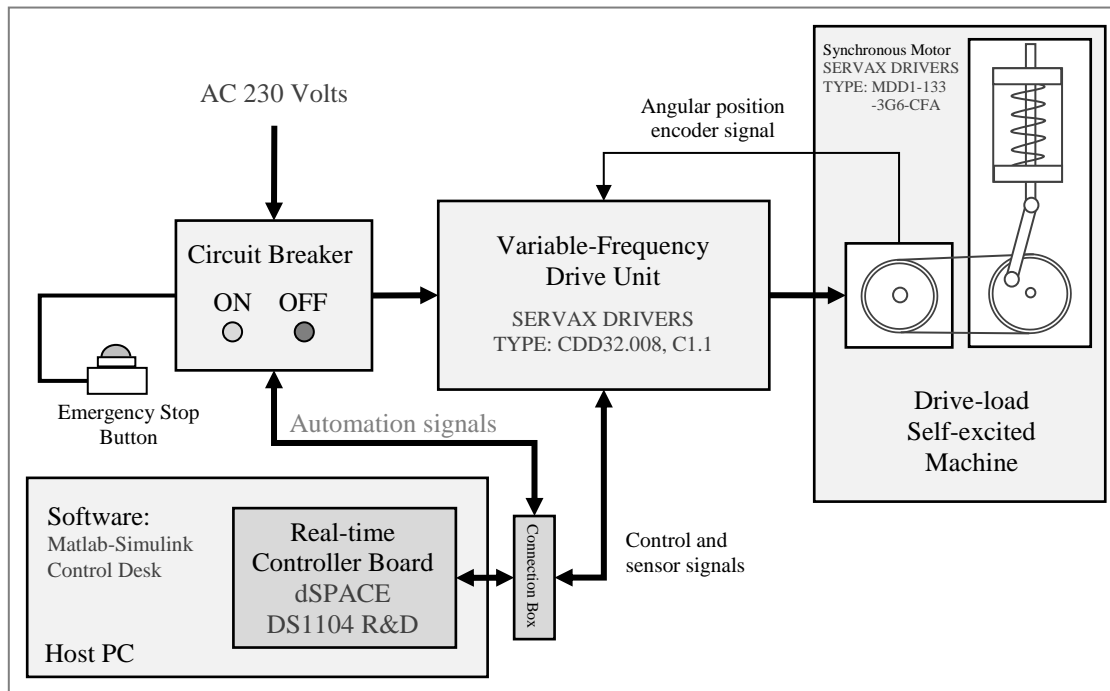 AC 230 Volts
Circuit Breaker
ON OFF
Emergency Stop
Button
Variable-Frequency
Drive Unit
SERVAX DRIVERS
TYPE: CDD32.008, C1.1
Angular position
encoder signal
Synchronous Motor
SERVAX DRIVERS
TYPE: MDD1-133
-3G6-CFA
Drive-load
Self-excited
Machine
Automation signals
Software:
Matlab-Simulink
Control Desk
Real-time
Controller Board
dSPACE
DS1104 R&D
Host PC
Connection Box
Control and
sensor signals